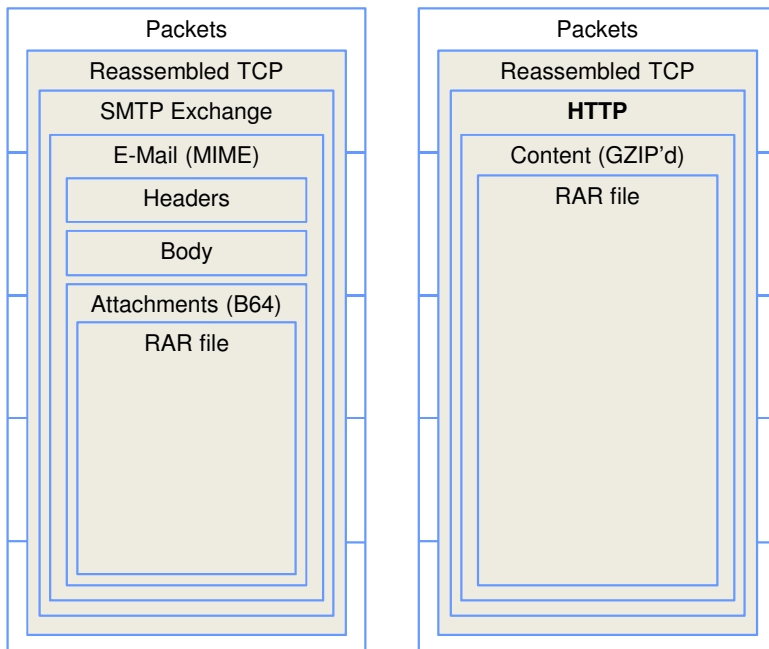 Packets
Reassembled TCP
SMTP Exchange
E-Mail (MIME)
Headers
Body
Attachments (B64)
RAR file
Packets
Reassembled TCP
HTTP
Content (GZIP'd)
RAR file